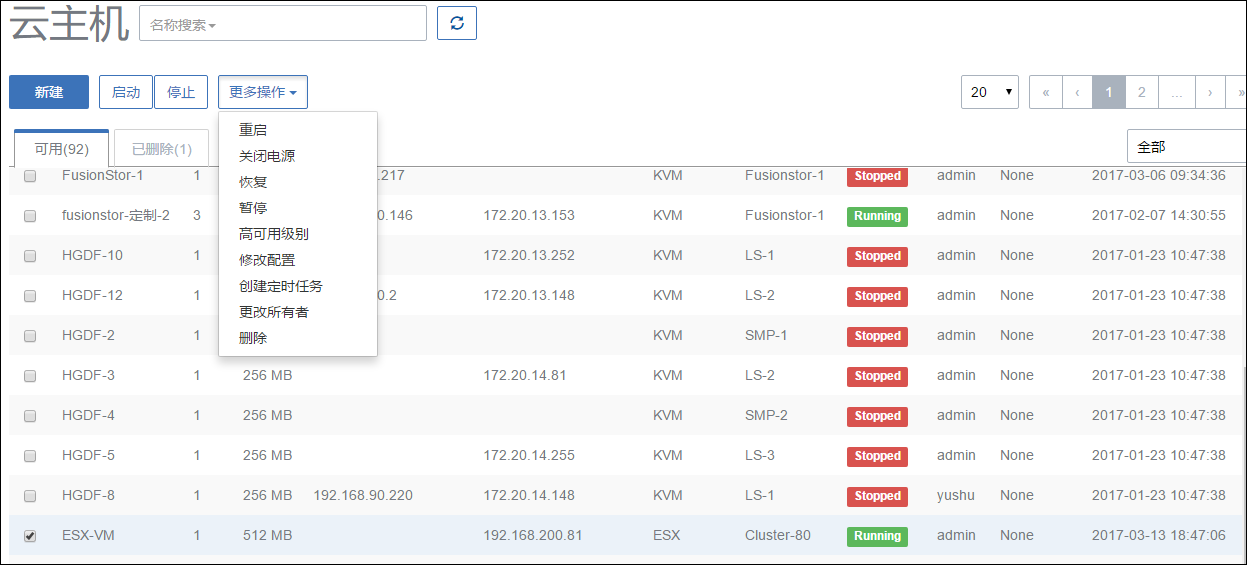 云主机 名称搜索
新建 启动 停止 更多操作 20 « ‹ 1 2 ... › »
重启
关闭电源
恢复
暂停
高可用级别
修改配置
创建定时任务
更改所有者
删除
可用(92) 已删除(1) 全部
FusionStor-1 1 .217 KVM Fusionstor-1 Stopped admin None 2017-03-06 09:34:36
fusionstor-定制-2 3 0.146 172.20.13.153 KVM Fusionstor-1 Running admin None 2017-02-07 14:30:55
HGDF-10 1 172.20.13.252 KVM LS-1 Stopped admin None 2017-01-23 10:47:38
HGDF-12 1 0.2 172.20.13.148 KVM LS-2 Stopped admin None 2017-01-23 10:47:38
HGDF-2 1 KVM SMP-1 Stopped admin None 2017-01-23 10:47:38
HGDF-3 1 256 MB 172.20.14.81 KVM LS-2 Stopped admin None 2017-01-23 10:47:38
HGDF-4 1 256 MB KVM SMP-2 Stopped admin None 2017-01-23 10:47:38
HGDF-5 1 256 MB 172.20.14.255 KVM LS-3 Stopped admin None 2017-01-23 10:47:38
HGDF-8 1 256 MB 192.168.90.220 172.20.14.148 KVM LS-1 Stopped yushu None 2017-01-23 10:47:38
ESX-VM 1 512 MB 192.168.200.81 ESX Cluster-80 Running admin None 2017-03-13 18:47:06